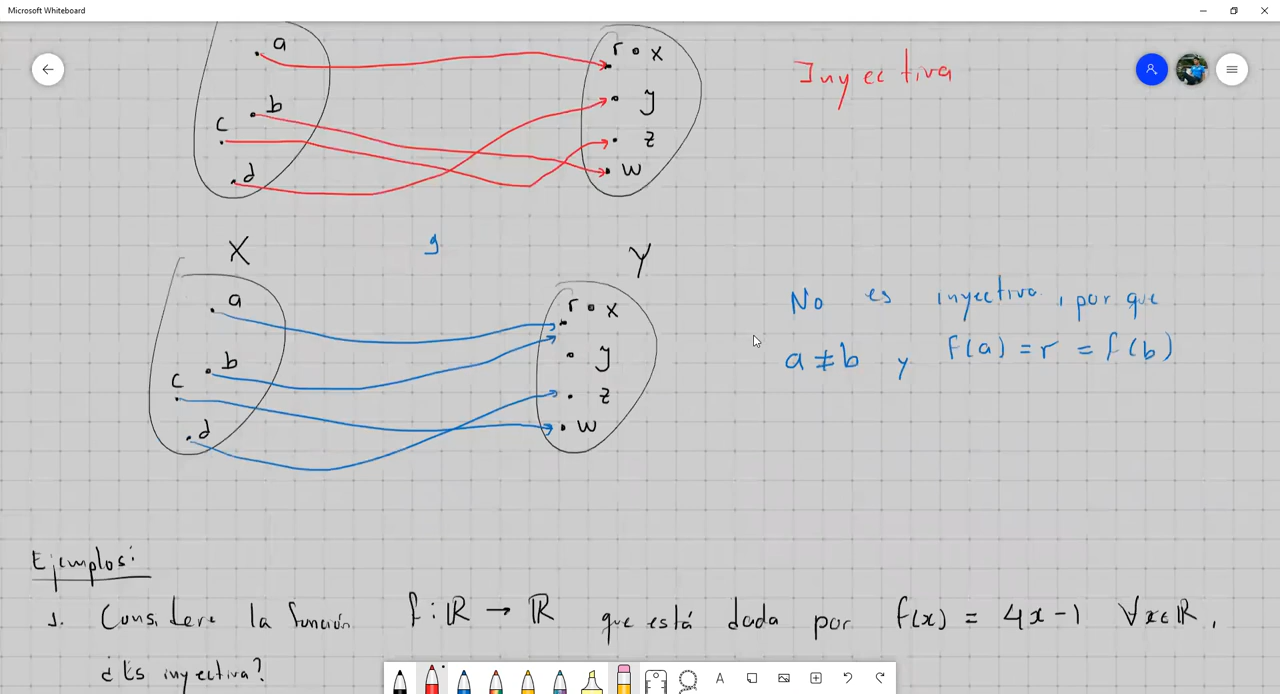 Microsoft Whiteboard
a
b
c
d
r x
y
z
w
Inyectiva
X g Y
a
b
c
d
r x
y
z
w
No es inyectiva, por que
a ≠ b y f(a) = r = f(b)
Ejemplos:
1. Considere la función f: ℝ → ℝ que está dada por f(x) = 4x - 1 ∀x∈ℝ,
¿Es inyectiva?
A